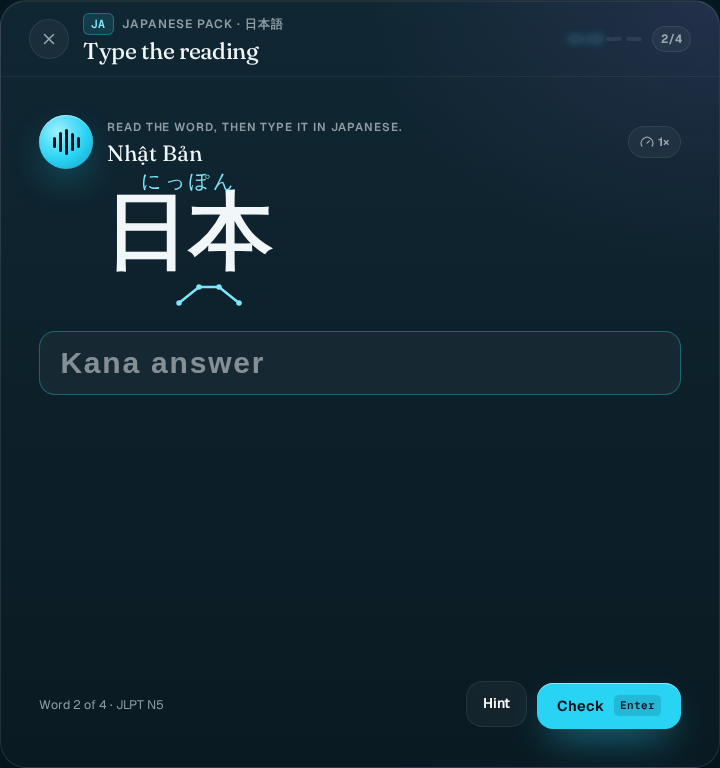 JA JAPANESE PACK · 日本語
Type the reading
2/4
READ THE WORD, THEN TYPE IT IN JAPANESE.
Nhật Bản
1×
にっぽん
日本
Kana answer
Word 2 of 4 · JLPT N5
Hint
Check Enter